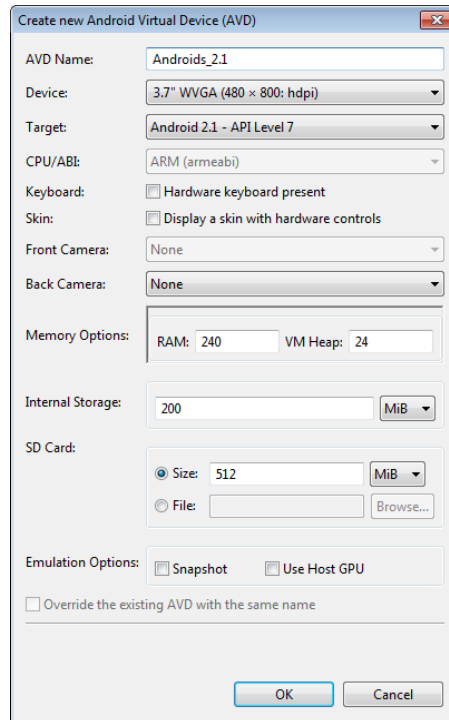 Create new Android Virtual Device (AVD)
AVD Name: Androids_2.1
Device: 3.7" WVGA (480 × 800: hdpi)
Target: Android 2.1 - API Level 7
CPU/ABI: ARM (armeabi)
Keyboard: Hardware keyboard present
Skin: Display a skin with hardware controls
Front Camera: None
Back Camera: None
Memory Options: RAM: 240 VM Heap: 24
Internal Storage: 200 MiB
SD Card:
Size: 512 MiB
File: Browse...
Emulation Options: Snapshot Use Host GPU
Override the existing AVD with the same name
OK Cancel